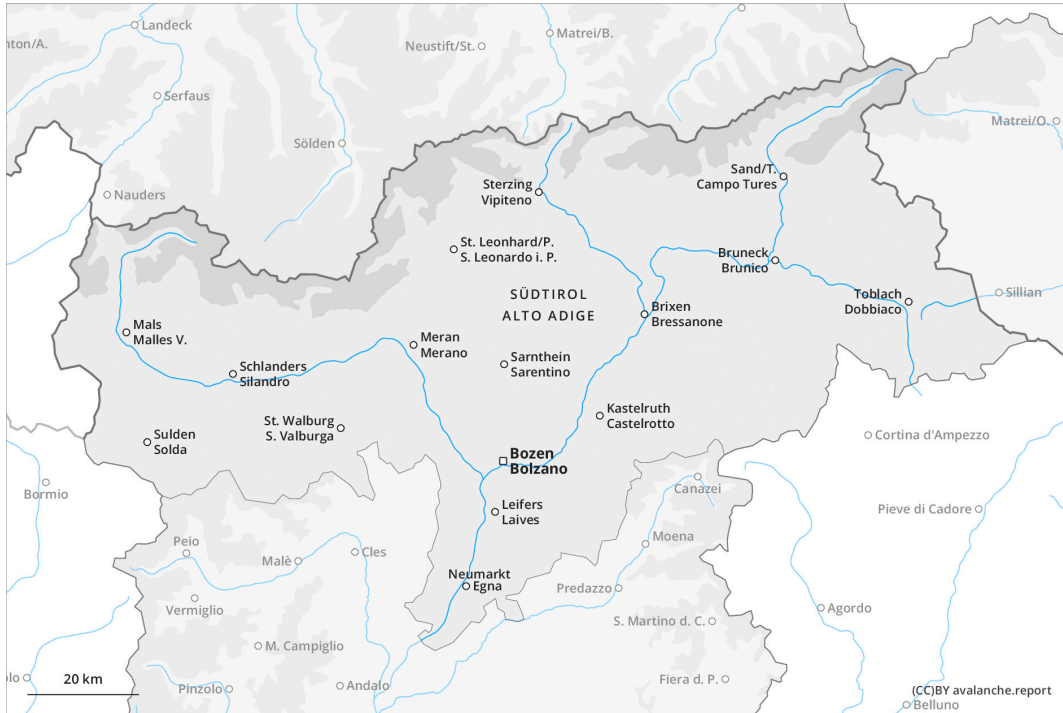 Landeck
nton/A.
Neustift/St.
Matrei/B.
Serfaus
Matrei/O.
Sölden
Nauders
Sand/T.
Campo Tures
Sterzing
Vipiteno
St. Leonhard/P.
S. Leonardo i. P.
Bruneck
Brunico
SÜDTIROL
ALTO ADIGE
Toblach
Dobbiaco
Sillian
Brixen
Bressanone
Mals
Malles V.
Meran
Merano
Sarnthein
Sarentino
Schlanders
Silandro
Kastelruth
Castelrotto
St. Walburg
S. Valburga
Sulden
Solda
Cortina d'Ampezzo
Bozen
Bolzano
Bormio
Canazei
Leifers
Laives
Pieve di Cadore
Moena
Peio
Malè
Cles
Neumarkt
Egna
Predazzo
Vermiglio
Agordo
S. Martino d. C.
M. Campiglio
olo
20 km
Pinzolo
Andalo
Fiera d. P.
(CC)BY avalanche.report
Belluno